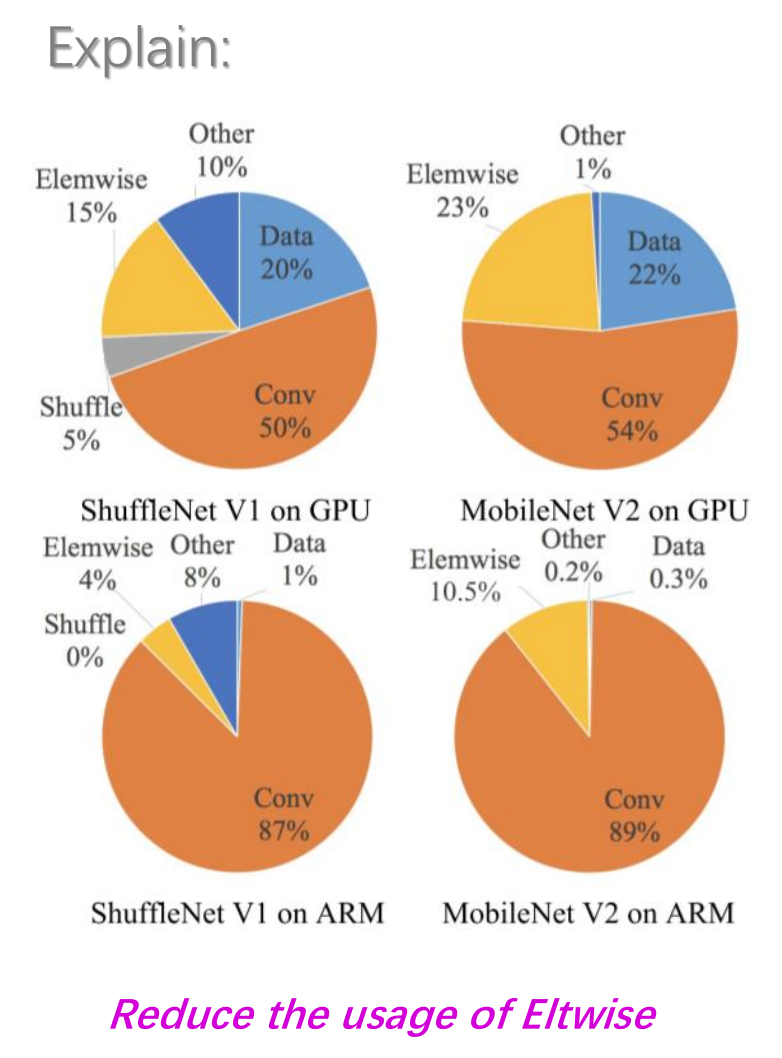 Explain:
Other
10%
Elemwise
15%
Data
20%
Conv
50%
Shuffle
5%
ShuffleNet V1 on GPU
Other
1%
Elemwise
23%
Data
22%
Conv
54%
MobileNet V2 on GPU
Elemwise
4%
Other
8%
Data
1%
Shuffle
0%
Conv
87%
ShuffleNet V1 on ARM
Elemwise
10.5%
Other
0.2%
Data
0.3%
Conv
89%
MobileNet V2 on ARM
Reduce the usage of Eltwise